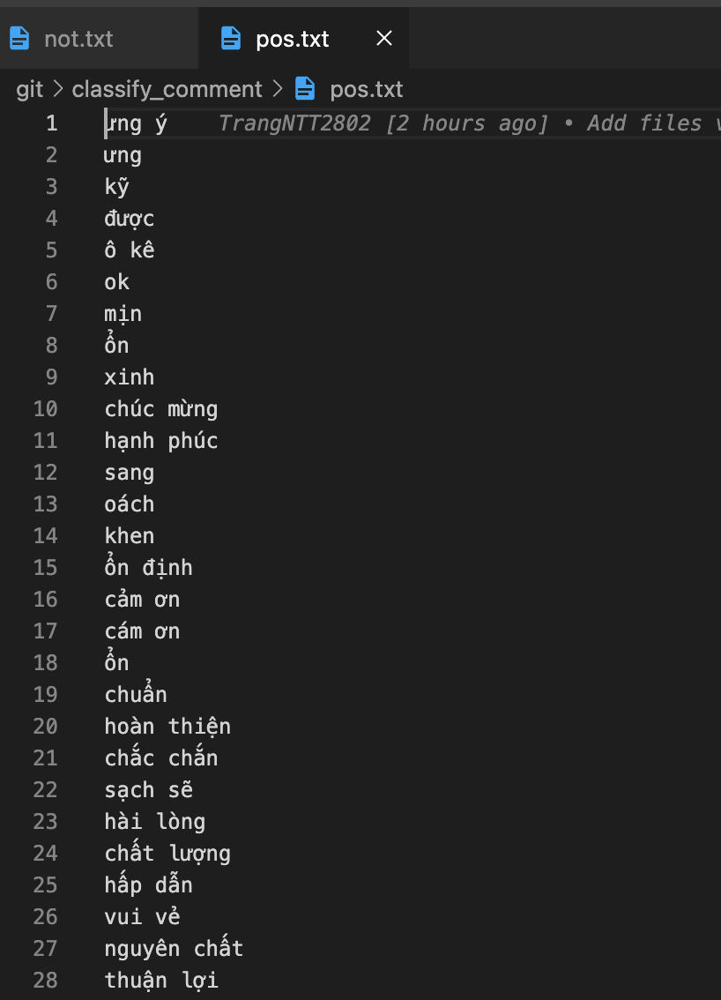 not.txt pos.txt
git > classify_comment > pos.txt
1 ưng ý TrangNTT2802 [2 hours ago] • Add files
2 ưng
3 kỹ
4 được
5 ô kê
6 ok
7 mịn
8 ổn
9 xinh
10 chúc mừng
11 hạnh phúc
12 sang
13 oách
14 khen
15 ổn định
16 cảm ơn
17 cám ơn
18 ổn
19 chuẩn
20 hoàn thiện
21 chắc chắn
22 sạch sẽ
23 hài lòng
24 chất lượng
25 hấp dẫn
26 vui vẻ
27 nguyên chất
28 thuận lợi